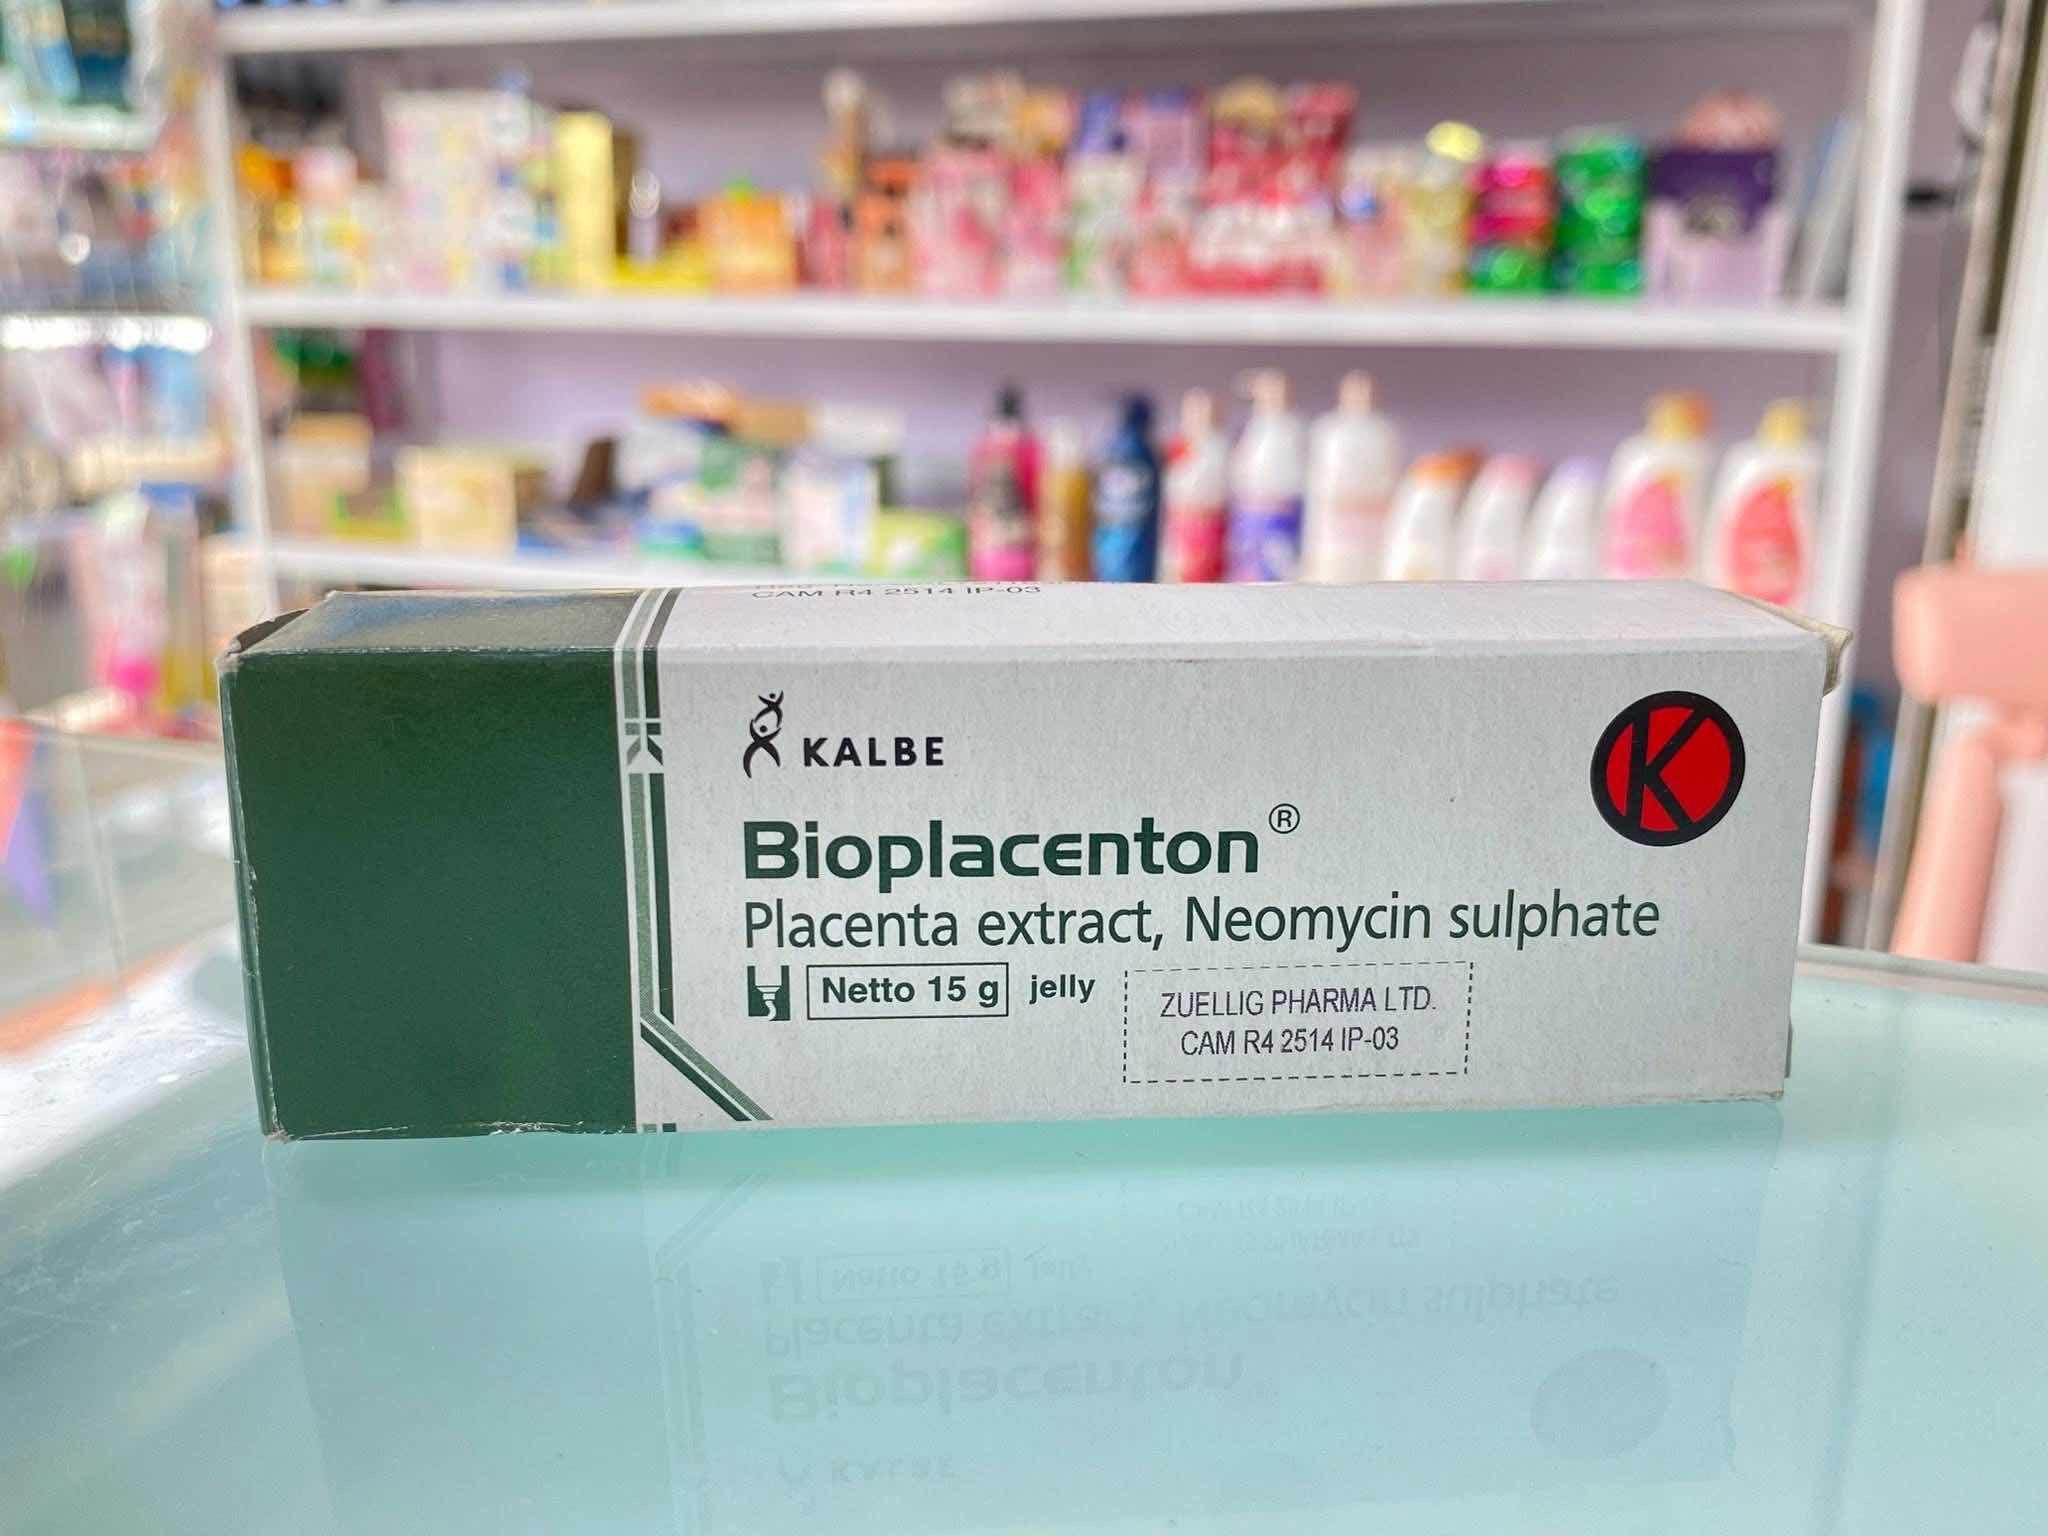 CAM R4 2514 IP-03
KALBE
Bioplacenton®
Placenta extract, Neomycin sulphate
Netto 15 g jelly
ZUELLIG PHARMA LTD.
CAM R4 2514 IP-03
K
K